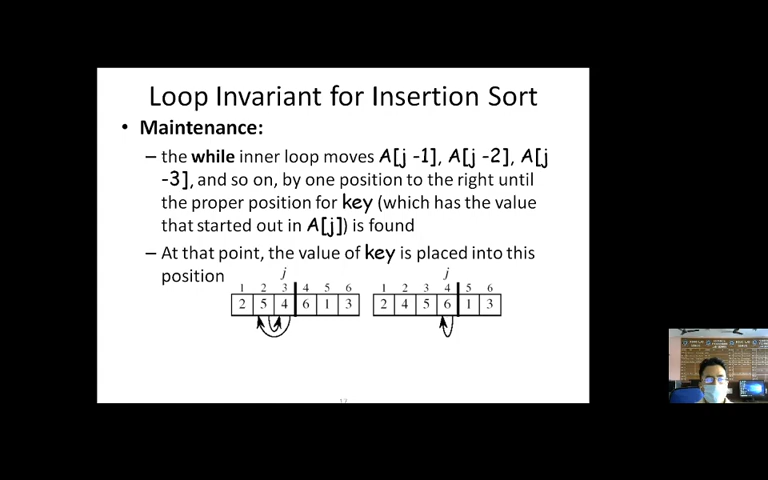 Loop Invariant for Insertion Sort
• Maintenance:
– the while inner loop moves A[j -1], A[j -2], A[j
-3], and so on, by one position to the right until
the proper position for key (which has the value
that started out in A[j]) is found
– At that point, the value of key is placed into this
position
j j
1 2 3 4 5 6 1 2 3 4 5 6
2 5 4 6 1 3 2 4 5 6 1 3